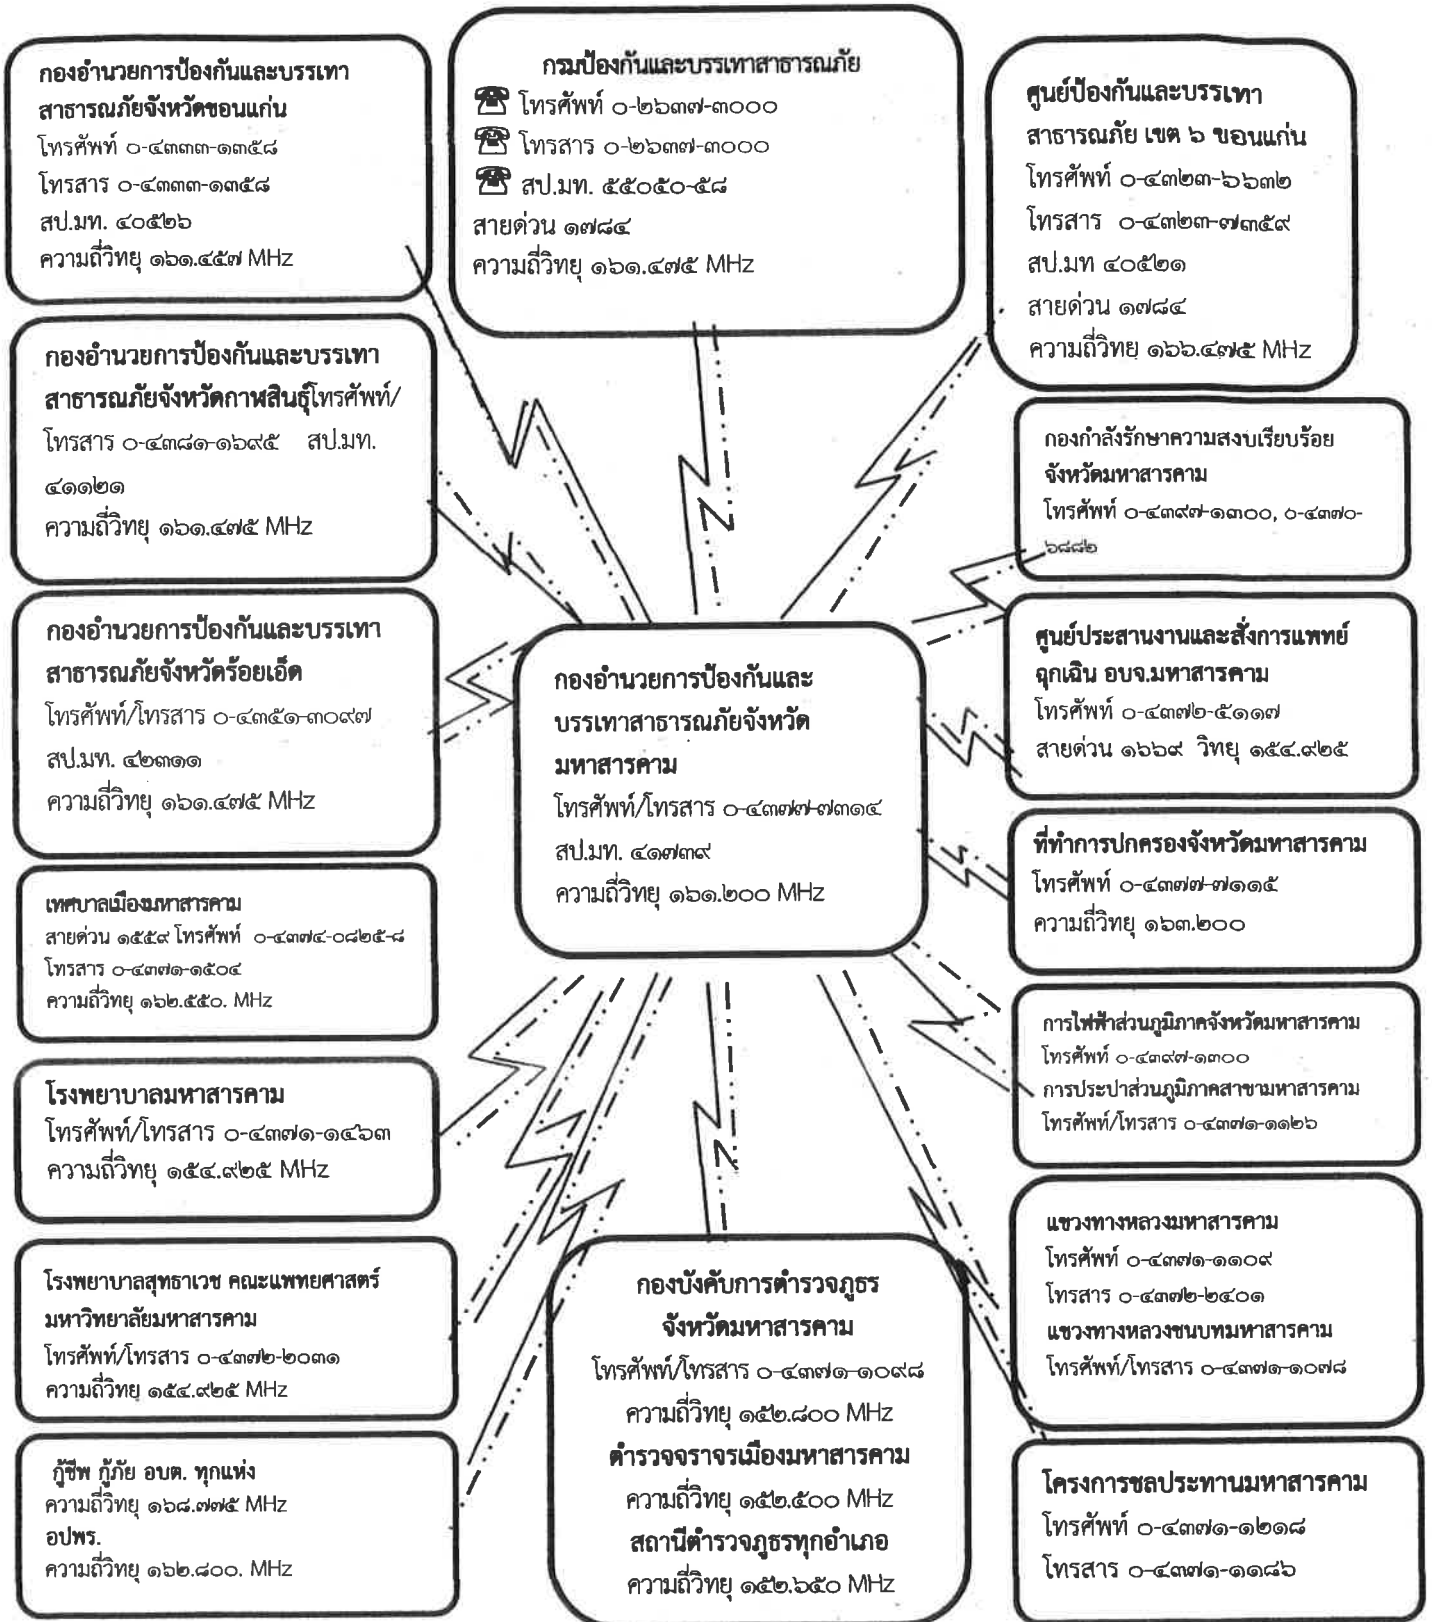 กองอำนวยการป้องกันและบรรเทา
สาธารณภัยจังหวัดขอนแก่น
โทรศัพท์ ๐-๔๓๓๓-๑๓๕๘
โทรสาร ๐-๔๓๓๓-๑๓๕๘
สป.มท. ๔๐๕๒๖
ความถี่วิทยุ ๑๖๑.๔๕๗ MHz
กรมป้องกันและบรรเทาสาธารณภัย
โทรศัพท์ ๐-๒๖๓๗-๓๐๐๐
โทรสาร ๐-๒๖๓๗-๓๐๐๐
สป.มท. ๕๕๐๕๐-๕๘
สายด่วน ๑๗๘๔
ความถี่วิทยุ ๑๖๑.๔๗๕ MHz
ศูนย์ป้องกันและบรรเทา
สาธารณภัย เขต ๖ ขอนแก่น
โทรศัพท์ ๐-๔๓๒๓-๖๖๓๒
โทรสาร ๐-๔๓๒๓-๗๓๕๙
สป.มท ๔๐๕๒๑
สายด่วน ๑๗๘๔
ความถี่วิทยุ ๑๖๖.๔๗๕ MHz
กองอำนวยการป้องกันและบรรเทา
สาธารณภัยจังหวัดกาฬสินธุ์โทรศัพท์/
โทรสาร ๐-๔๓๘๑-๑๖๙๕ สป.มท.
๔๑๑๒๑
ความถี่วิทยุ ๑๖๑.๔๗๕ MHz
กองกำลังรักษาความสงบเรียบร้อย
จังหวัดมหาสารคาม
โทรศัพท์ ๐-๔๓๙๗-๑๓๐๐, ๐-๔๓๗๐-
๖๘๘๒
กองอำนวยการป้องกันและบรรเทา
สาธารณภัยจังหวัดร้อยเอ็ด
โทรศัพท์/โทรสาร ๐-๔๓๕๑-๓๐๙๗
สป.มท. ๔๒๓๑๑
ความถี่วิทยุ ๑๖๑.๔๗๕ MHz
กองอำนวยการป้องกันและ
บรรเทาสาธารณภัยจังหวัด
มหาสารคาม
โทรศัพท์/โทรสาร ๐-๔๓๗๗-๗๓๑๔
สป.มท. ๔๑๗๓๙
ความถี่วิทยุ ๑๖๑.๒๐๐ MHz
ศูนย์ประสานงานและสั่งการแพทย์
ฉุกเฉิน อบจ.มหาสารคาม
โทรศัพท์ ๐-๔๓๗๒-๕๑๑๗
สายด่วน ๑๖๖๙ วิทยุ ๑๕๔.๙๒๕
ที่ทำการปกครองจังหวัดมหาสารคาม
โทรศัพท์ ๐-๔๓๗๗-๗๑๑๕
ความถี่วิทยุ ๑๖๓.๒๐๐
เทศบาลเมืองมหาสารคาม
สายด่วน ๑๕๕๙ โทรศัพท์ ๐-๔๓๗๔-๐๘๒๕-๘
โทรสาร ๐-๔๓๗๑-๑๕๐๔
ความถี่วิทยุ ๑๖๒.๕๕๐. MHz
การไฟฟ้าส่วนภูมิภาคจังหวัดมหาสารคาม
โทรศัพท์ ๐-๔๓๙๗-๑๓๐๐
การประปาส่วนภูมิภาคสาขามหาสารคาม
โทรศัพท์/โทรสาร ๐-๔๓๗๑-๑๑๒๖
โรงพยาบาลมหาสารคาม
โทรศัพท์/โทรสาร ๐-๔๓๗๑-๑๔๖๓
ความถี่วิทยุ ๑๕๔.๙๒๕ MHz
แขวงทางหลวงมหาสารคาม
โทรศัพท์ ๐-๔๓๗๑-๑๑๐๙
โทรสาร ๐-๔๓๗๒-๒๔๐๑
แขวงทางหลวงชนบทมหาสารคาม
โทรศัพท์/โทรสาร ๐-๔๓๗๑-๑๐๗๘
โรงพยาบาลสุทธาเวช คณะแพทยศาสตร์
มหาวิทยาลัยมหาสารคาม
โทรศัพท์/โทรสาร ๐-๔๓๗๒-๒๐๓๑
ความถี่วิทยุ ๑๕๔.๙๒๕ MHz
กองบังคับการตำรวจภูธร
จังหวัดมหาสารคาม
โทรศัพท์/โทรสาร ๐-๔๓๗๑-๑๐๙๘
ความถี่วิทยุ ๑๕๒.๘๐๐ MHz
ตำรวจจราจรเมืองมหาสารคาม
ความถี่วิทยุ ๑๕๒.๕๐๐ MHz
สถานีตำรวจภูธรทุกอำเภอ
ความถี่วิทยุ ๑๕๒.๖๕๐ MHz
กู้ชีพ กู้ภัย อบต. ทุกแห่ง
ความถี่วิทยุ ๑๖๘.๗๗๕ MHz
อปพร.
ความถี่วิทยุ ๑๖๒.๘๐๐. MHz
โครงการชลประทานมหาสารคาม
โทรศัพท์ ๐-๔๓๗๑-๑๒๑๘
โทรสาร ๐-๔๓๗๑-๑๑๘๖